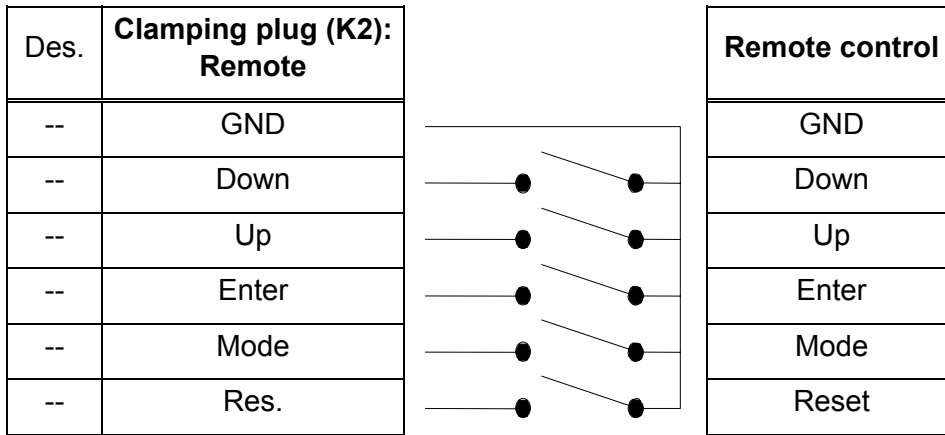 Des. Clamping plug (K2): Remote control
Remote
-- GND GND
-- Down Down
-- Up Up
-- Enter Enter
-- Mode Mode
-- Res. Reset